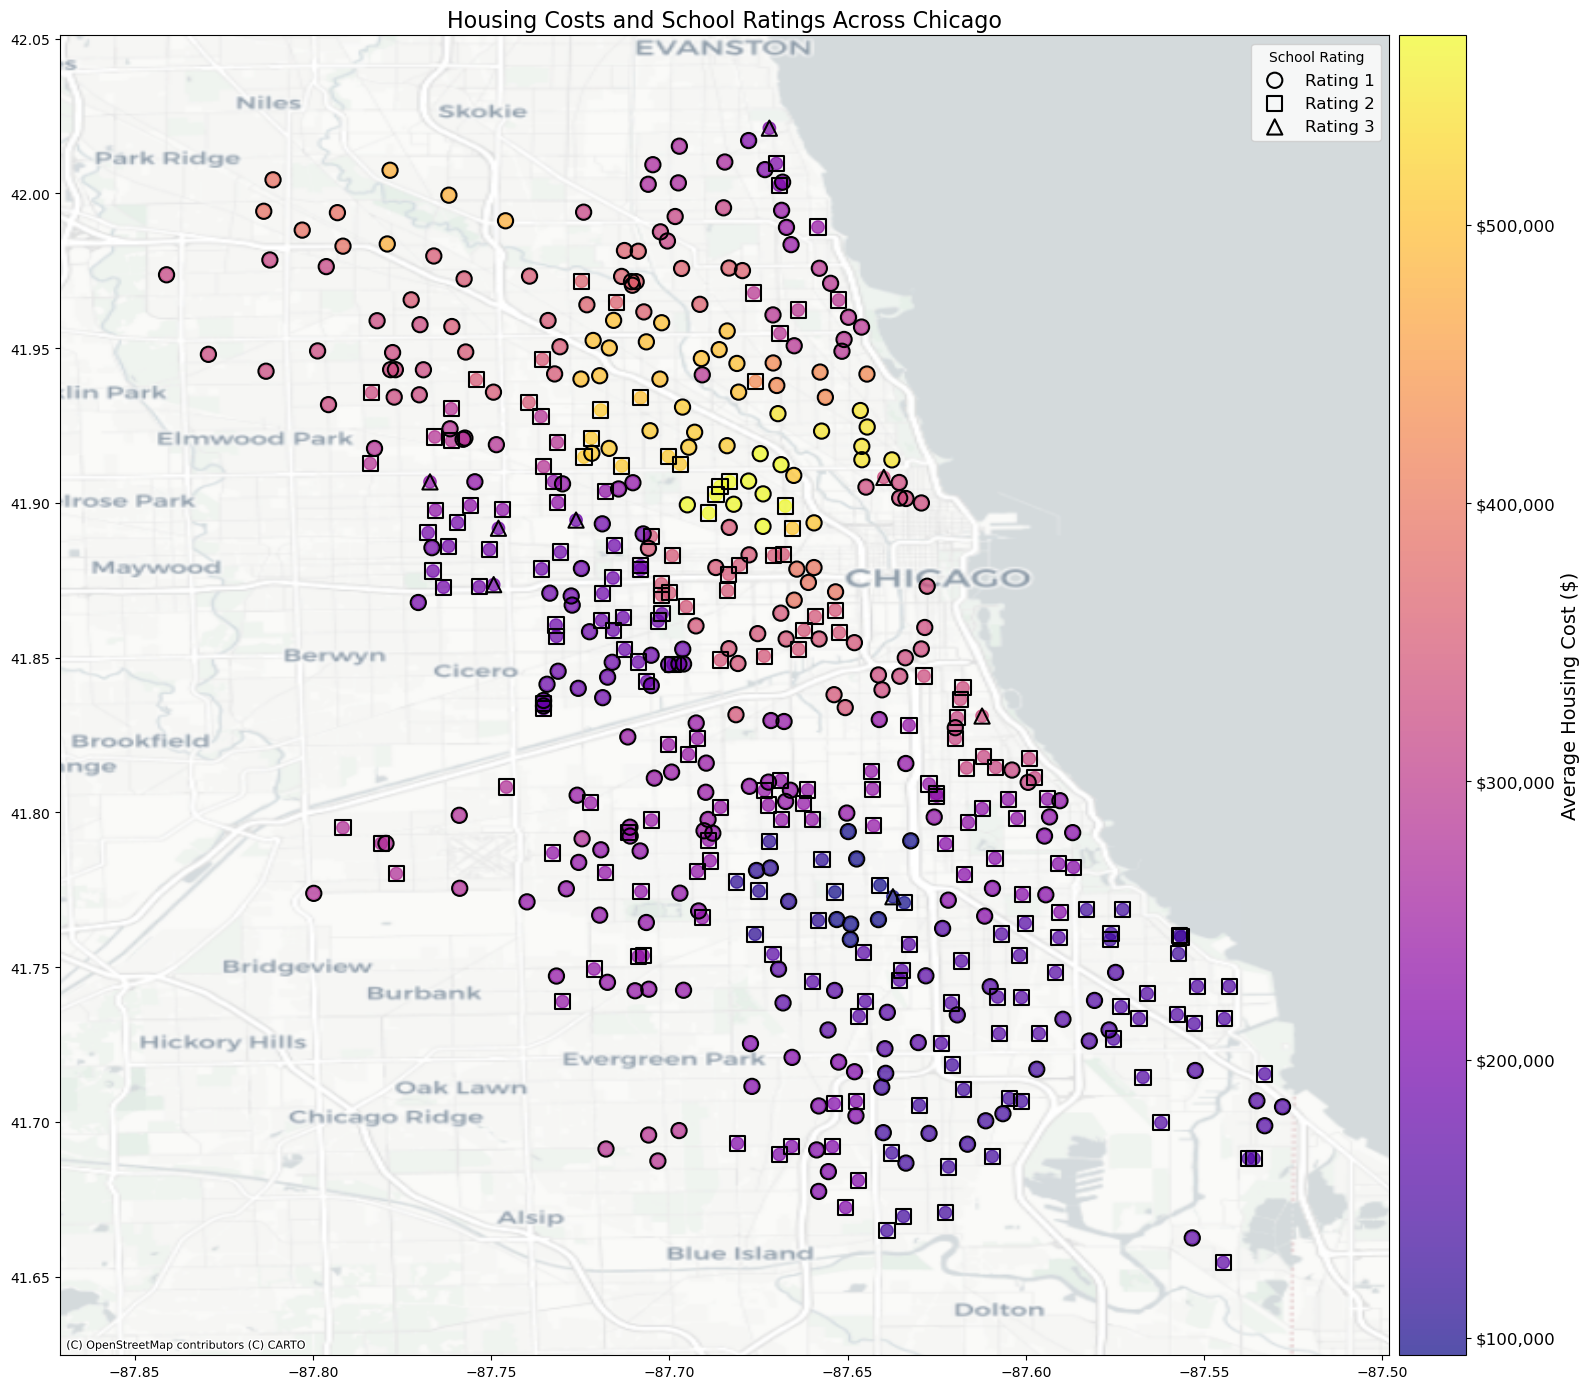 Housing Costs and School Ratings Across Chicago
42.05
42.00
41.95
41.90
41.85
41.80
41.75
41.70
41.65
EVANSTON
es
Niles
Skokie
Park Ridge
klin Park
Elmwood Park
lrose Park
Maywood
CHICAGO
Berwyn
Cicero
Brookfield
ange
Bridgeview
Burbank
Hickory Hills
Evergreen Park
Oak Lawn
Chicago Ridge
Alsip
Blue Island
Dolton
School Rating
Rating 1
Rating 2
Rating 3
(C) OpenStreetMap contributors (C) CARTO
−87.85
−87.80
−87.75
−87.70
−87.65
−87.60
−87.55
−87.50
$500,000
$400,000
$300,000
$200,000
$100,000
Average Housing Cost ($)